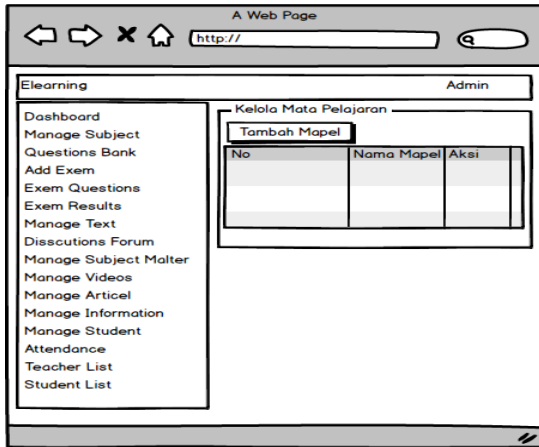 A Web Page
http://
Elearning Admin
Dashboard
Manage Subject
Questions Bank
Add Exem
Exem Questions
Exem Results
Manage Text
Disscutions Forum
Manage Subject Malter
Manage Videos
Manage Articel
Manage Information
Manage Student
Attendance
Teacher List
Student List
Kelola Mata Pelajaran
Tambah Mapel
No Nama Mapel Aksi